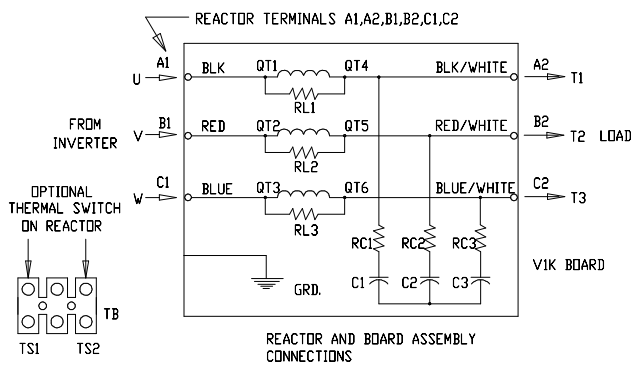 REACTOR TERMINALS A1,A2,B1,B2,C1,C2
A1
U
BLK
QT1
QT4
BLK/WHITE
A2
T1
RL1
FROM
INVERTER
B1
V
RED
QT2
QT5
RED/WHITE
B2
T2
LOAD
RL2
C1
W
BLUE
QT3
QT6
BLUE/WHITE
C2
T3
RL3
OPTIONAL
THERMAL SWITCH
ON REACTOR
RC1
RC2
RC3
V1K BOARD
GRD.
C1
C2
C3
TB
TS1
TS2
REACTOR AND BOARD ASSEMBLY
CONNECTIONS